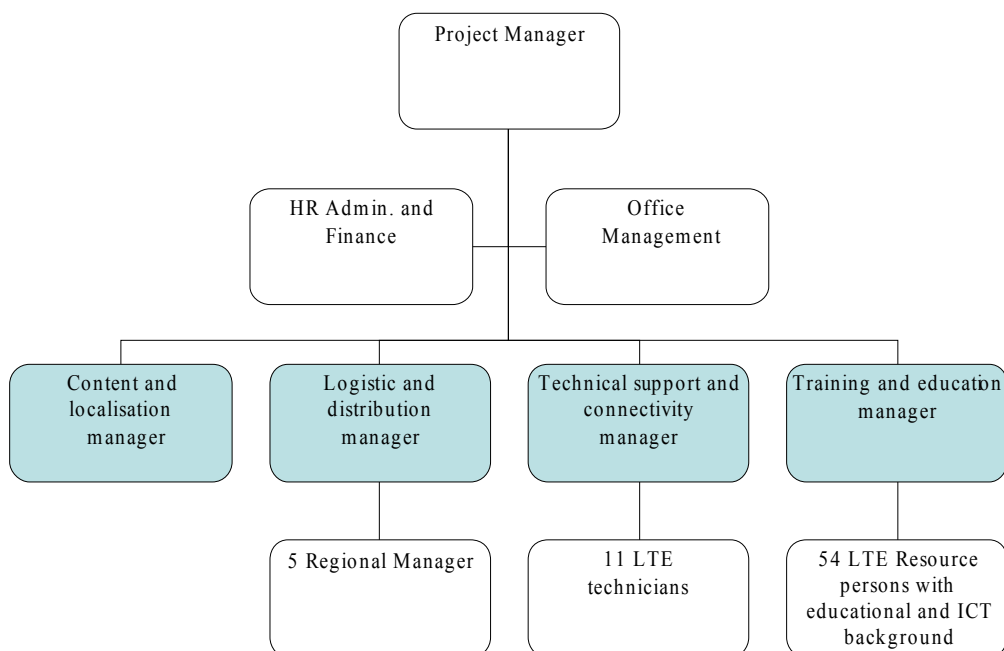 Project Manager
HR Admin. and
Finance
Office
Management
Content and
localisation
manager
Logistic and
distribution
manager
Technical support and
connectivity
manager
Training and education
manager
5 Regional Manager
11 LTE
technicians
54 LTE Resource
persons with
educational and ICT
background